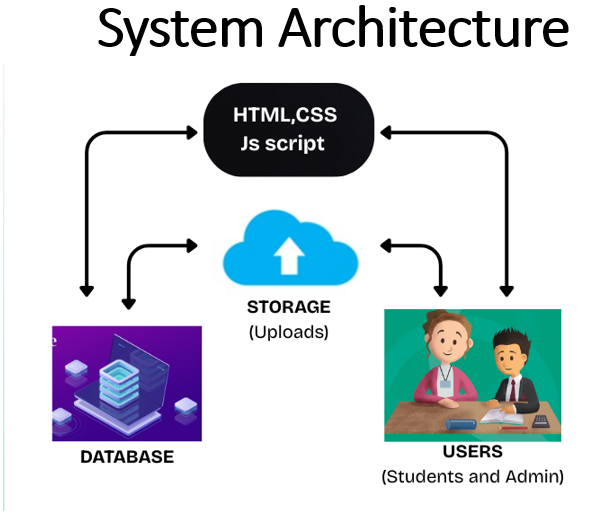 System Architecture
HTML,CSS
Js script
STORAGE
(Uploads)
DATABASE
USERS
(Students and Admin)